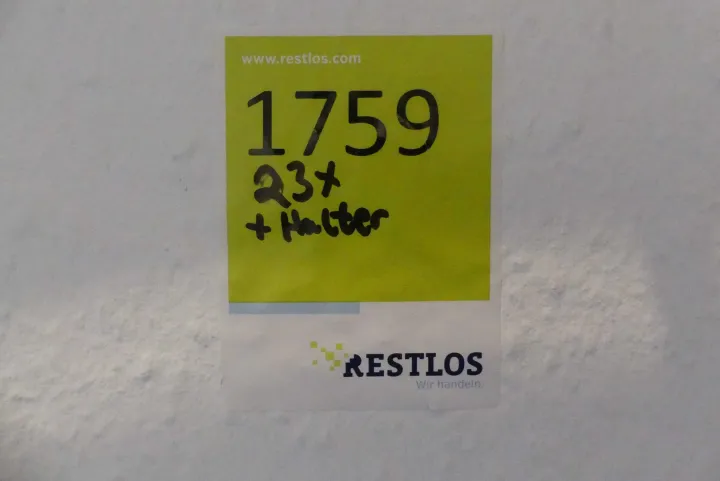 www.restlos.com
1759
23x
+ Halter
RESTLOS
Wir handeln